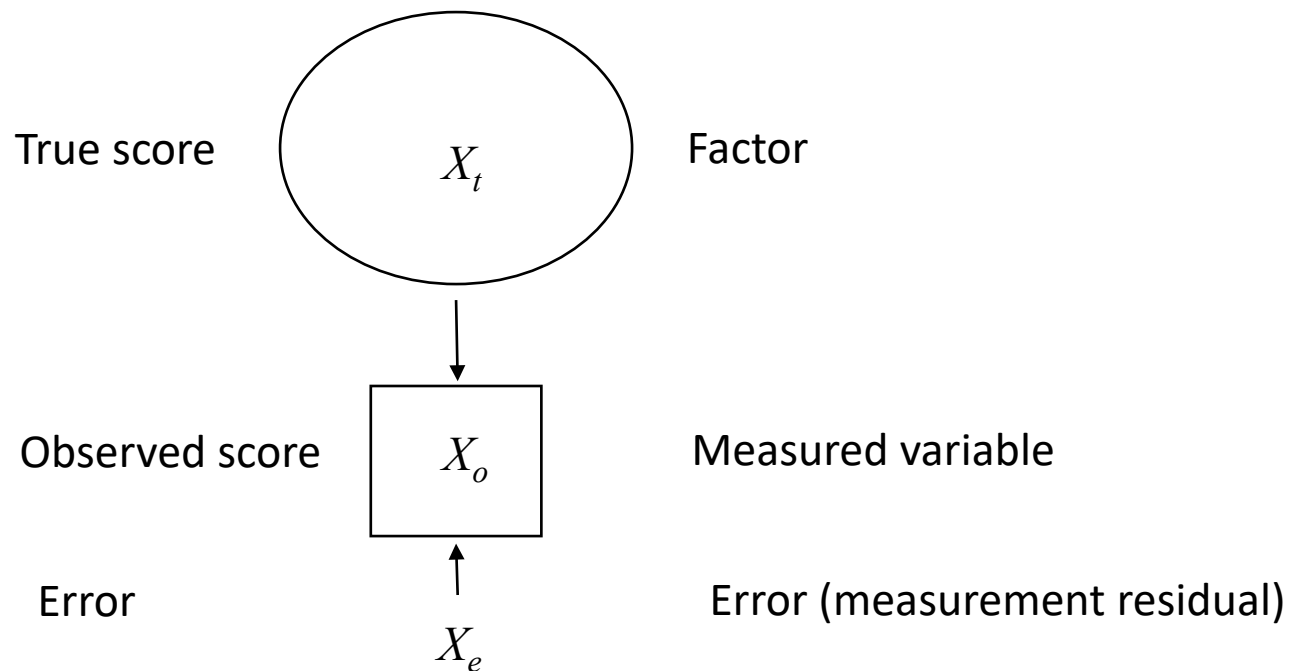 True score
X_t
Factor
Observed score
X_o
Measured variable
Error
X_e
Error (measurement residual)